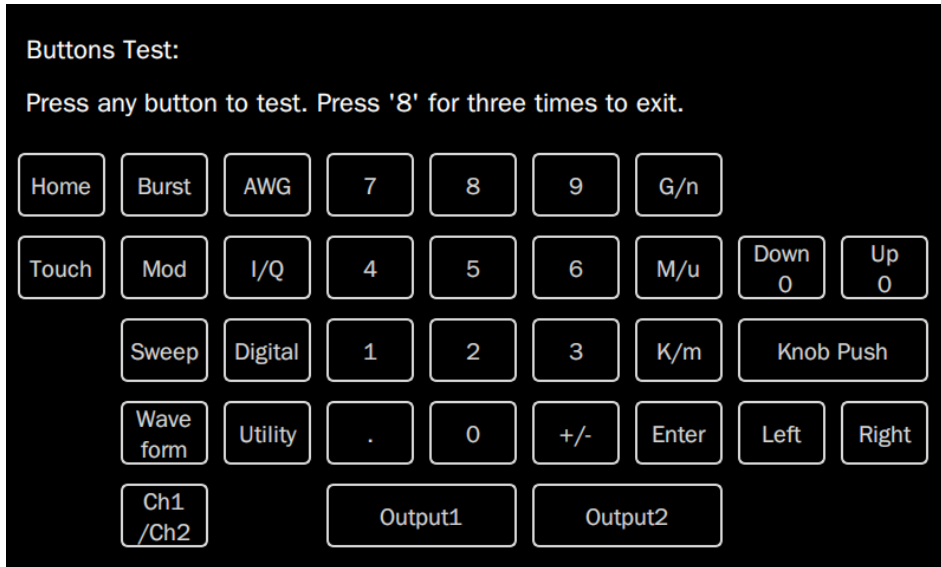 Buttons Test:
Press any button to test. Press '8' for three times to exit.
Home Burst AWG 7 8 9 G/n
Touch Mod I/Q 4 5 6 M/u Down Up
0 0
Sweep Digital 1 2 3 K/m Knob Push
Wave
form Utility . 0 +/- Enter Left Right
Ch1
/Ch2 Output1 Output2